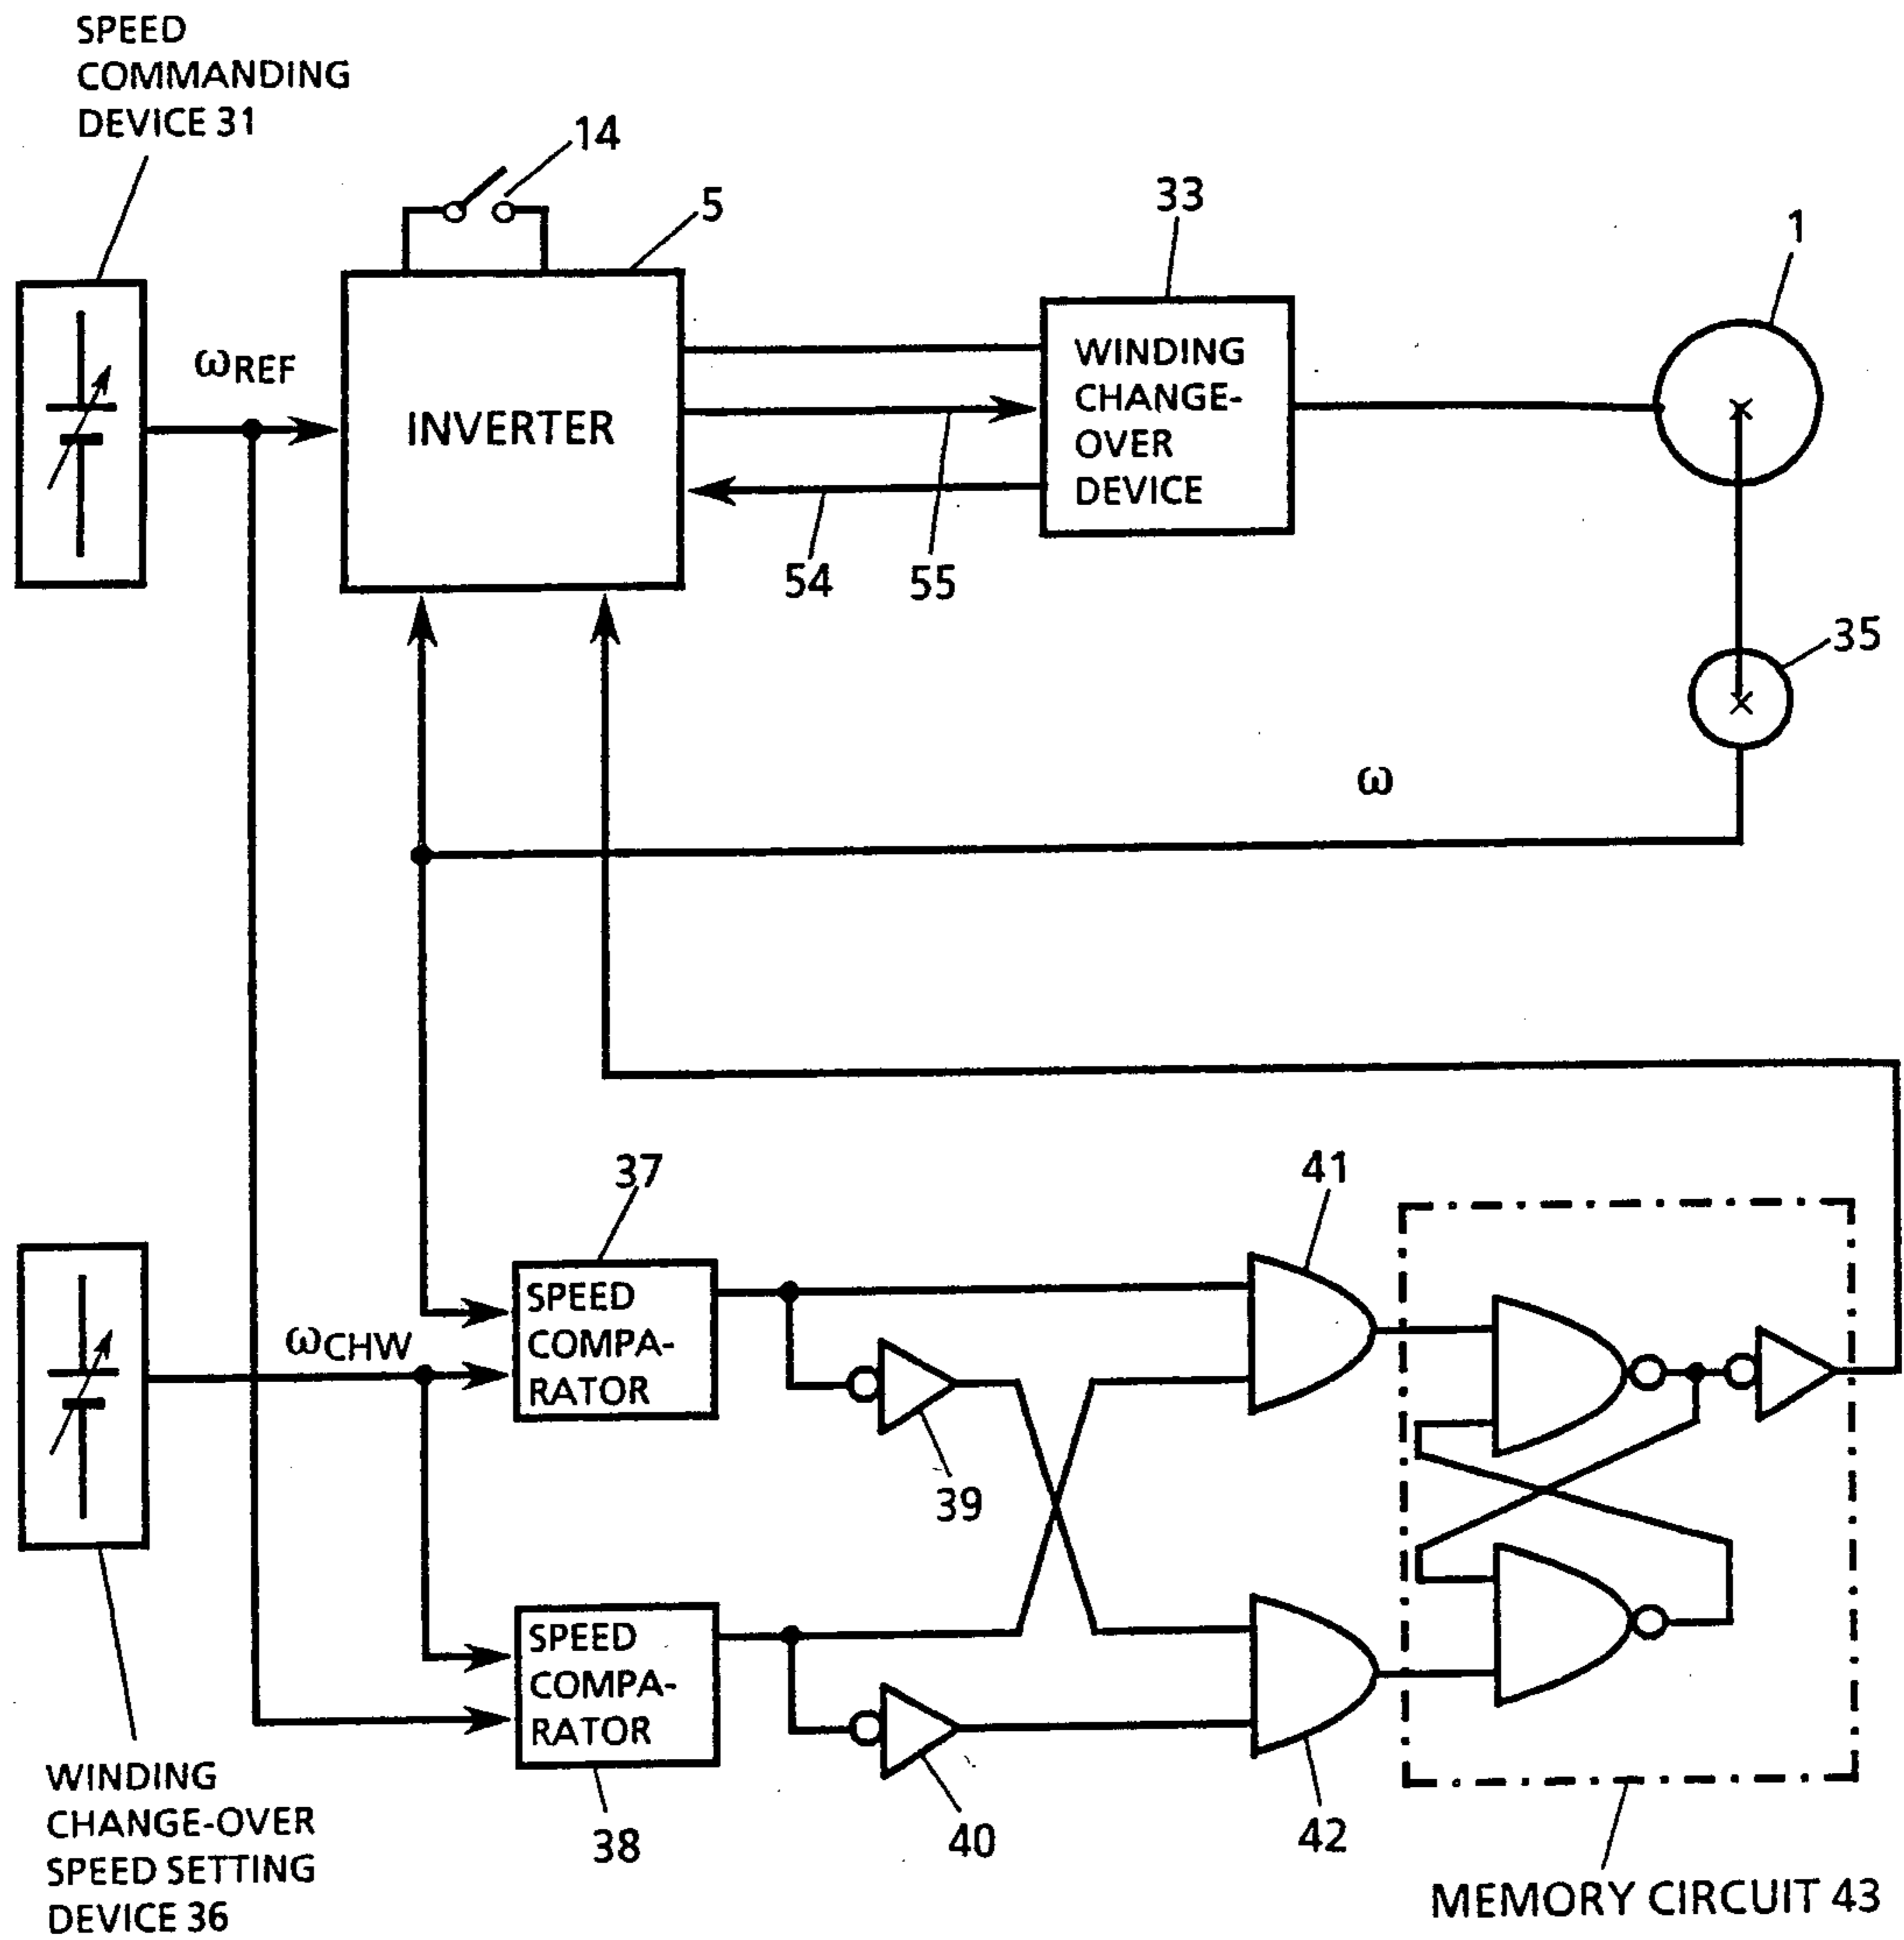 SPEED
COMMANDING
DEVICE 31
14
5
33
1
ωREF
INVERTER
WINDING
CHANGE-
OVER
DEVICE
54
55
35
ω
37
41
SPEED
COMPA-
RATOR
ωCHW
39
SPEED
COMPA-
RATOR
38
40
42
WINDING
CHANGE-OVER
SPEED SETTING
DEVICE 36
MEMORY CIRCUIT 43